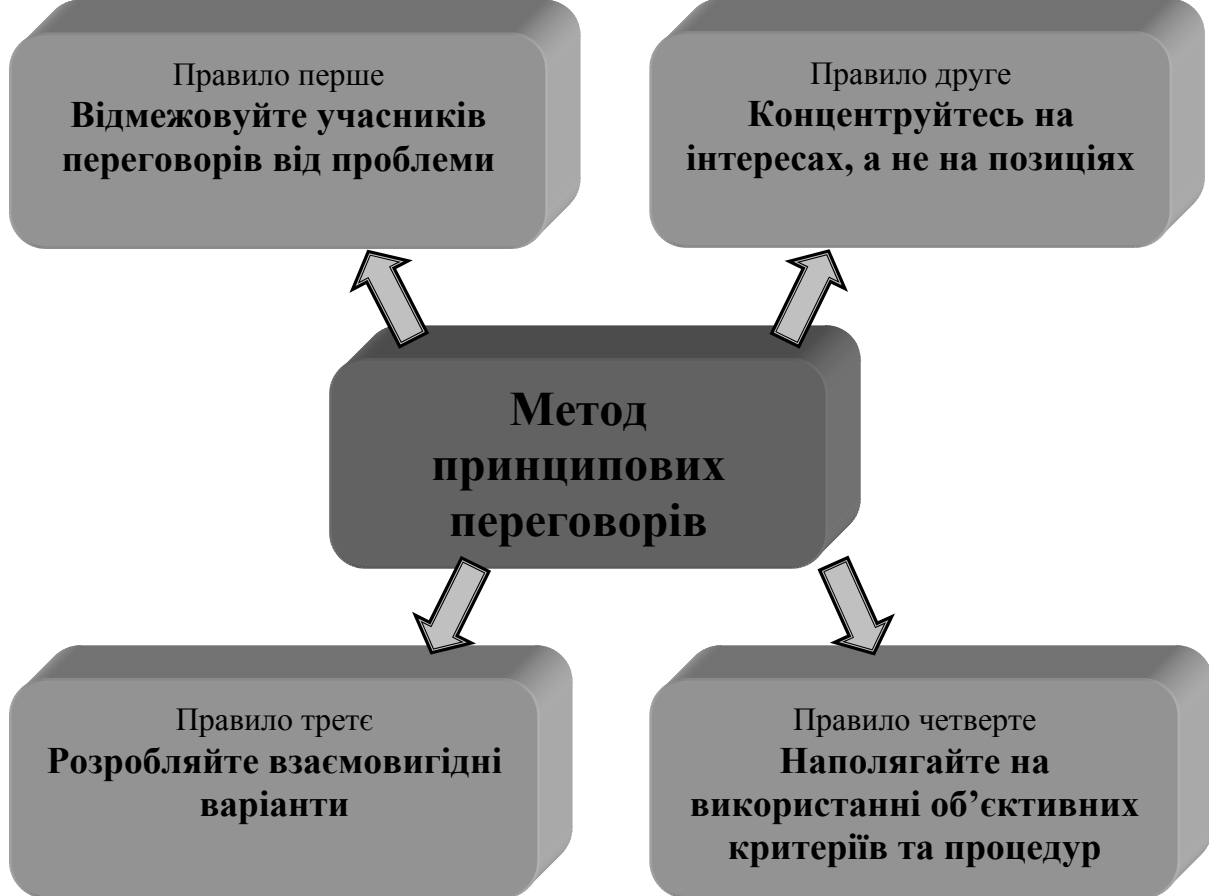 Правило перше
Відмежовуйте учасників
переговорів від проблеми
Правило друге
Концентруйтесь на
інтересах, а не на позиціях
Метод
принципових
переговорів
Правило третє
Розробляйте взаємовигідні
варіанти
Правило четверте
Наполягайте на
використанні об’єктивних
критеріїв та процедур